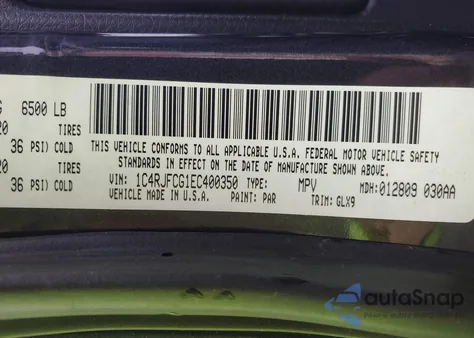 G 6500 LB
20 TIRES
36 PSI) COLD
20 TIRES
36 PSI) COLD
THIS VEHICLE CONFORMS TO ALL APPLICABLE U.S.A. FEDERAL MOTOR VEHICLE SAFETY
STANDARDS IN EFFECT ON THE DATE OF MANUFACTURE SHOWN ABOVE.
VIN: 1C4RJFCG1EC400350 TYPE: MPV MDH: 012809 030AA
VEHICLE MADE IN U.S.A. PAINT: PAR TRIM: GLX9
autoSnap